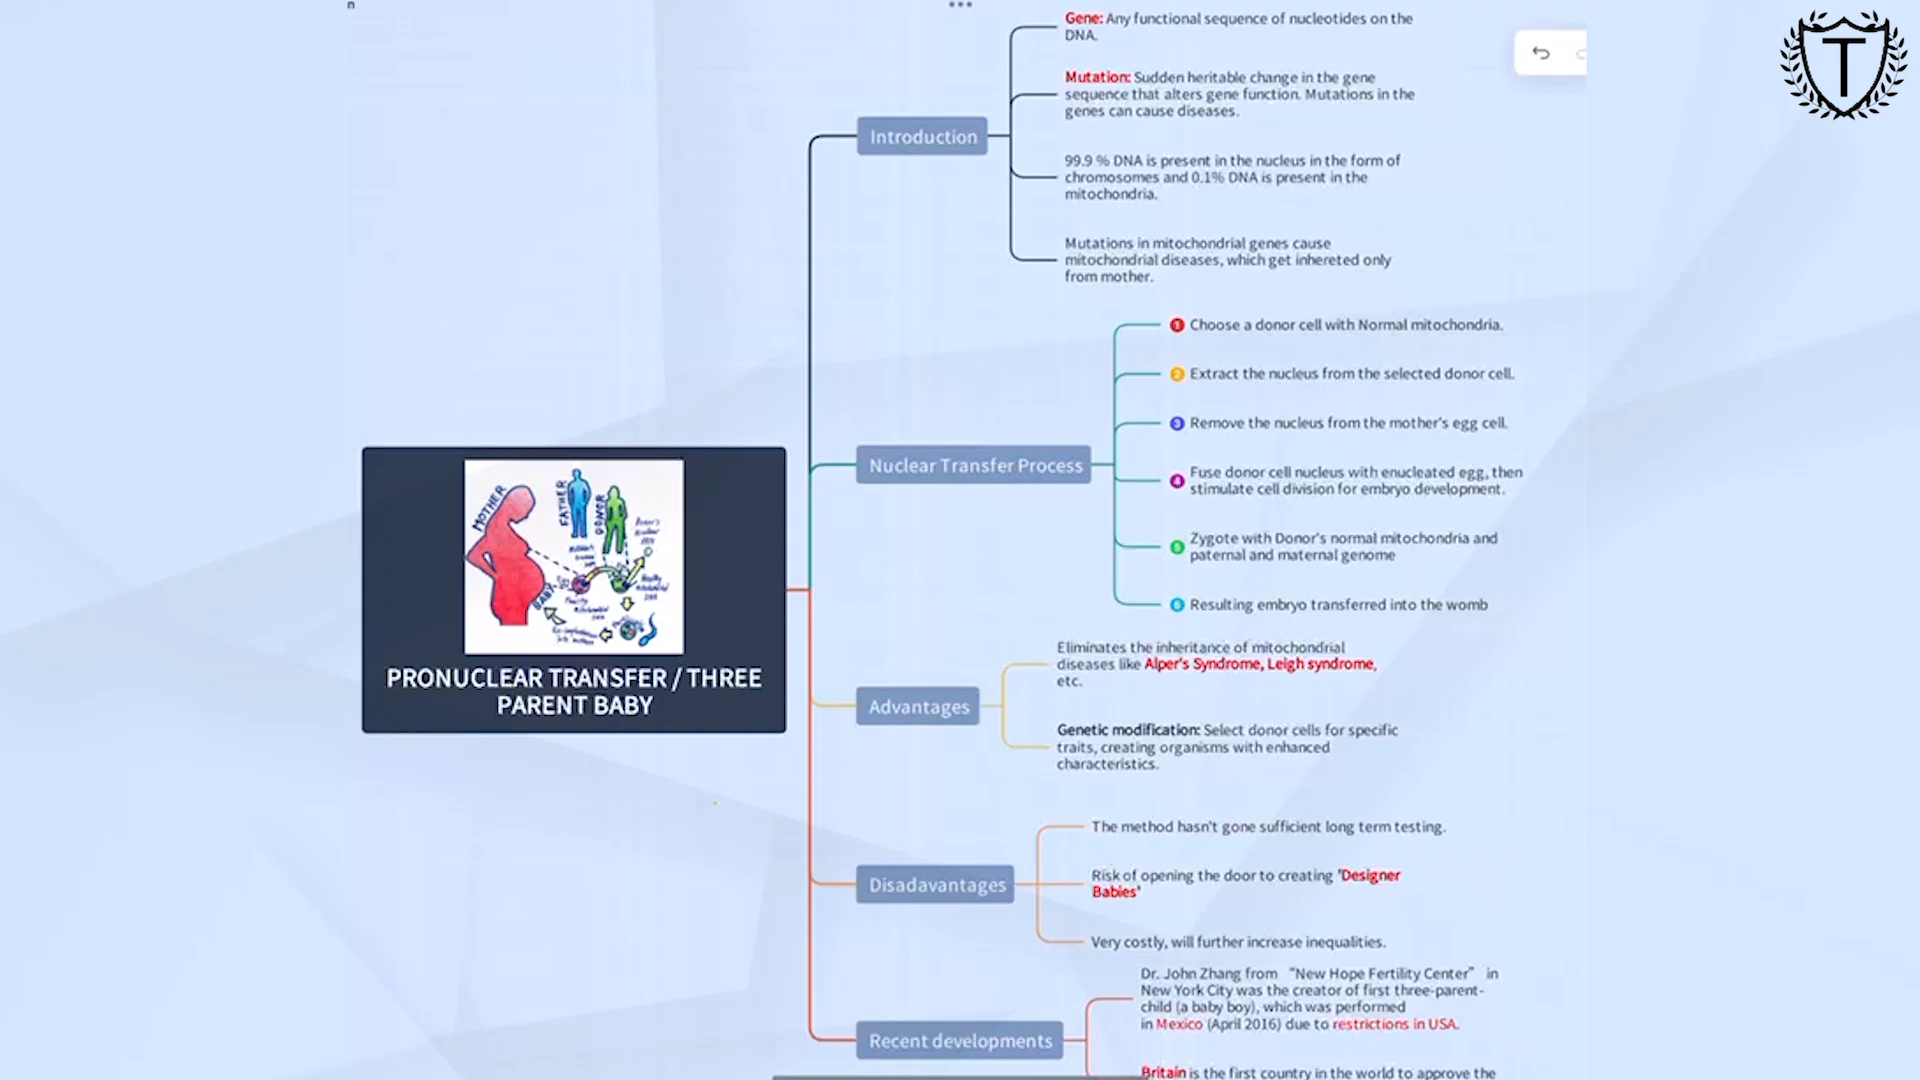 n
Gene: Any functional sequence of nucleotides on the
DNA.
Mutation: Sudden heritable change in the gene
sequence that alters gene function. Mutations in the
genes can cause diseases.
Introduction
99.9 % DNA is present in the nucleus in the form of
chromosomes and 0.1% DNA is present in the
mitochondria.
Mutations in mitochondrial genes cause
mitochondrial diseases, which get inhereted only
from mother.
Nuclear Transfer Process
1 Choose a donor cell with Normal mitochondria.
2 Extract the nucleus from the selected donor cell.
3 Remove the nucleus from the mother's egg cell.
4 Fuse donor cell nucleus with enucleated egg, then
stimulate cell division for embryo development.
5 Zygote with Donor's normal mitochondria and
paternal and maternal genome
6 Resulting embryo transferred into the womb
MOTHER
FATHER
DONOR
BABY
PRONUCLEAR TRANSFER / THREE
PARENT BABY
Advantages
Eliminates the inheritance of mitochondrial
diseases like Alper's Syndrome, Leigh syndrome,
etc.
Genetic modification: Select donor cells for specific
traits, creating organisms with enhanced
characteristics.
Disadavantages
The method hasn't gone sufficient long term testing.
Risk of opening the door to creating 'Designer
Babies'
Very costly, will further increase inequalities.
Recent developments
Dr. John Zhang from “New Hope Fertility Center” in
New York City was the creator of first three-parent-
child (a baby boy), which was performed
in Mexico (April 2016) due to restrictions in USA.
Britain is the first country in the world to approve the
T